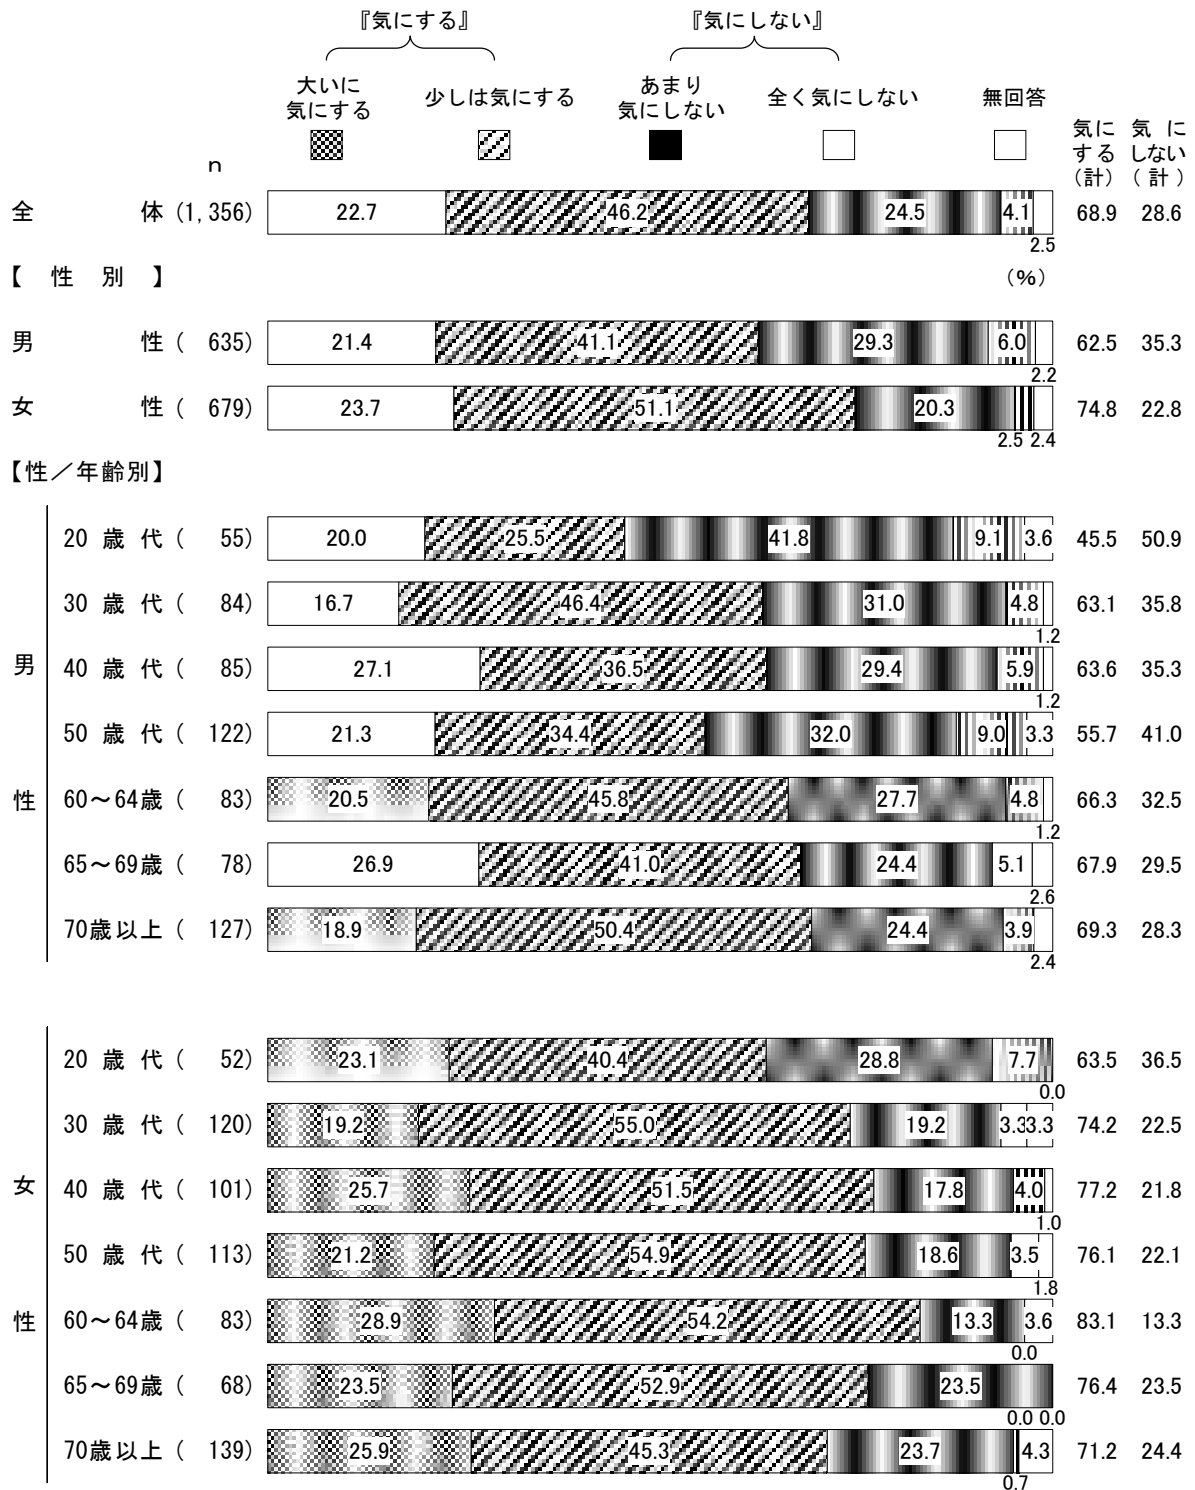 『気にする』 『気にしない』
大いに
気にする 少しは気にする あまり
気にしない 全く気にしない 無回答
気に
する
(計) 気に
しない
(計)
n
全体 (1,356) 22.7 46.2 24.5 4.1 68.9 28.6
2.5
【性別】 (%)
男性 ( 635) 21.4 41.1 29.3 6.0 62.5 35.3
2.2
女性 ( 679) 23.7 51.1 20.3 74.8 22.8
2.5 2.4
【性/年齢別】
男性
20歳代 ( 55) 20.0 25.5 41.8 9.1 3.6 45.5 50.9
30歳代 ( 84) 16.7 46.4 31.0 4.8 63.1 35.8
1.2
40歳代 ( 85) 27.1 36.5 29.4 5.9 63.6 35.3
1.2
50歳代 ( 122) 21.3 34.4 32.0 9.0 3.3 55.7 41.0
60~64歳 ( 83) 20.5 45.8 27.7 4.8 66.3 32.5
1.2
65~69歳 ( 78) 26.9 41.0 24.4 5.1 67.9 29.5
2.6
70歳以上 ( 127) 18.9 50.4 24.4 3.9 69.3 28.3
2.4
女性
20歳代 ( 52) 23.1 40.4 28.8 7.7 63.5 36.5
0.0
30歳代 ( 120) 19.2 55.0 19.2 3.3 3.3 74.2 22.5
40歳代 ( 101) 25.7 51.5 17.8 4.0 77.2 21.8
1.0
50歳代 ( 113) 21.2 54.9 18.6 3.5 76.1 22.1
1.8
60~64歳 ( 83) 28.9 54.2 13.3 3.6 83.1 13.3
0.0
65~69歳 ( 68) 23.5 52.9 23.5 76.4 23.5
0.0 0.0
70歳以上 ( 139) 25.9 45.3 23.7 4.3 71.2 24.4
0.7